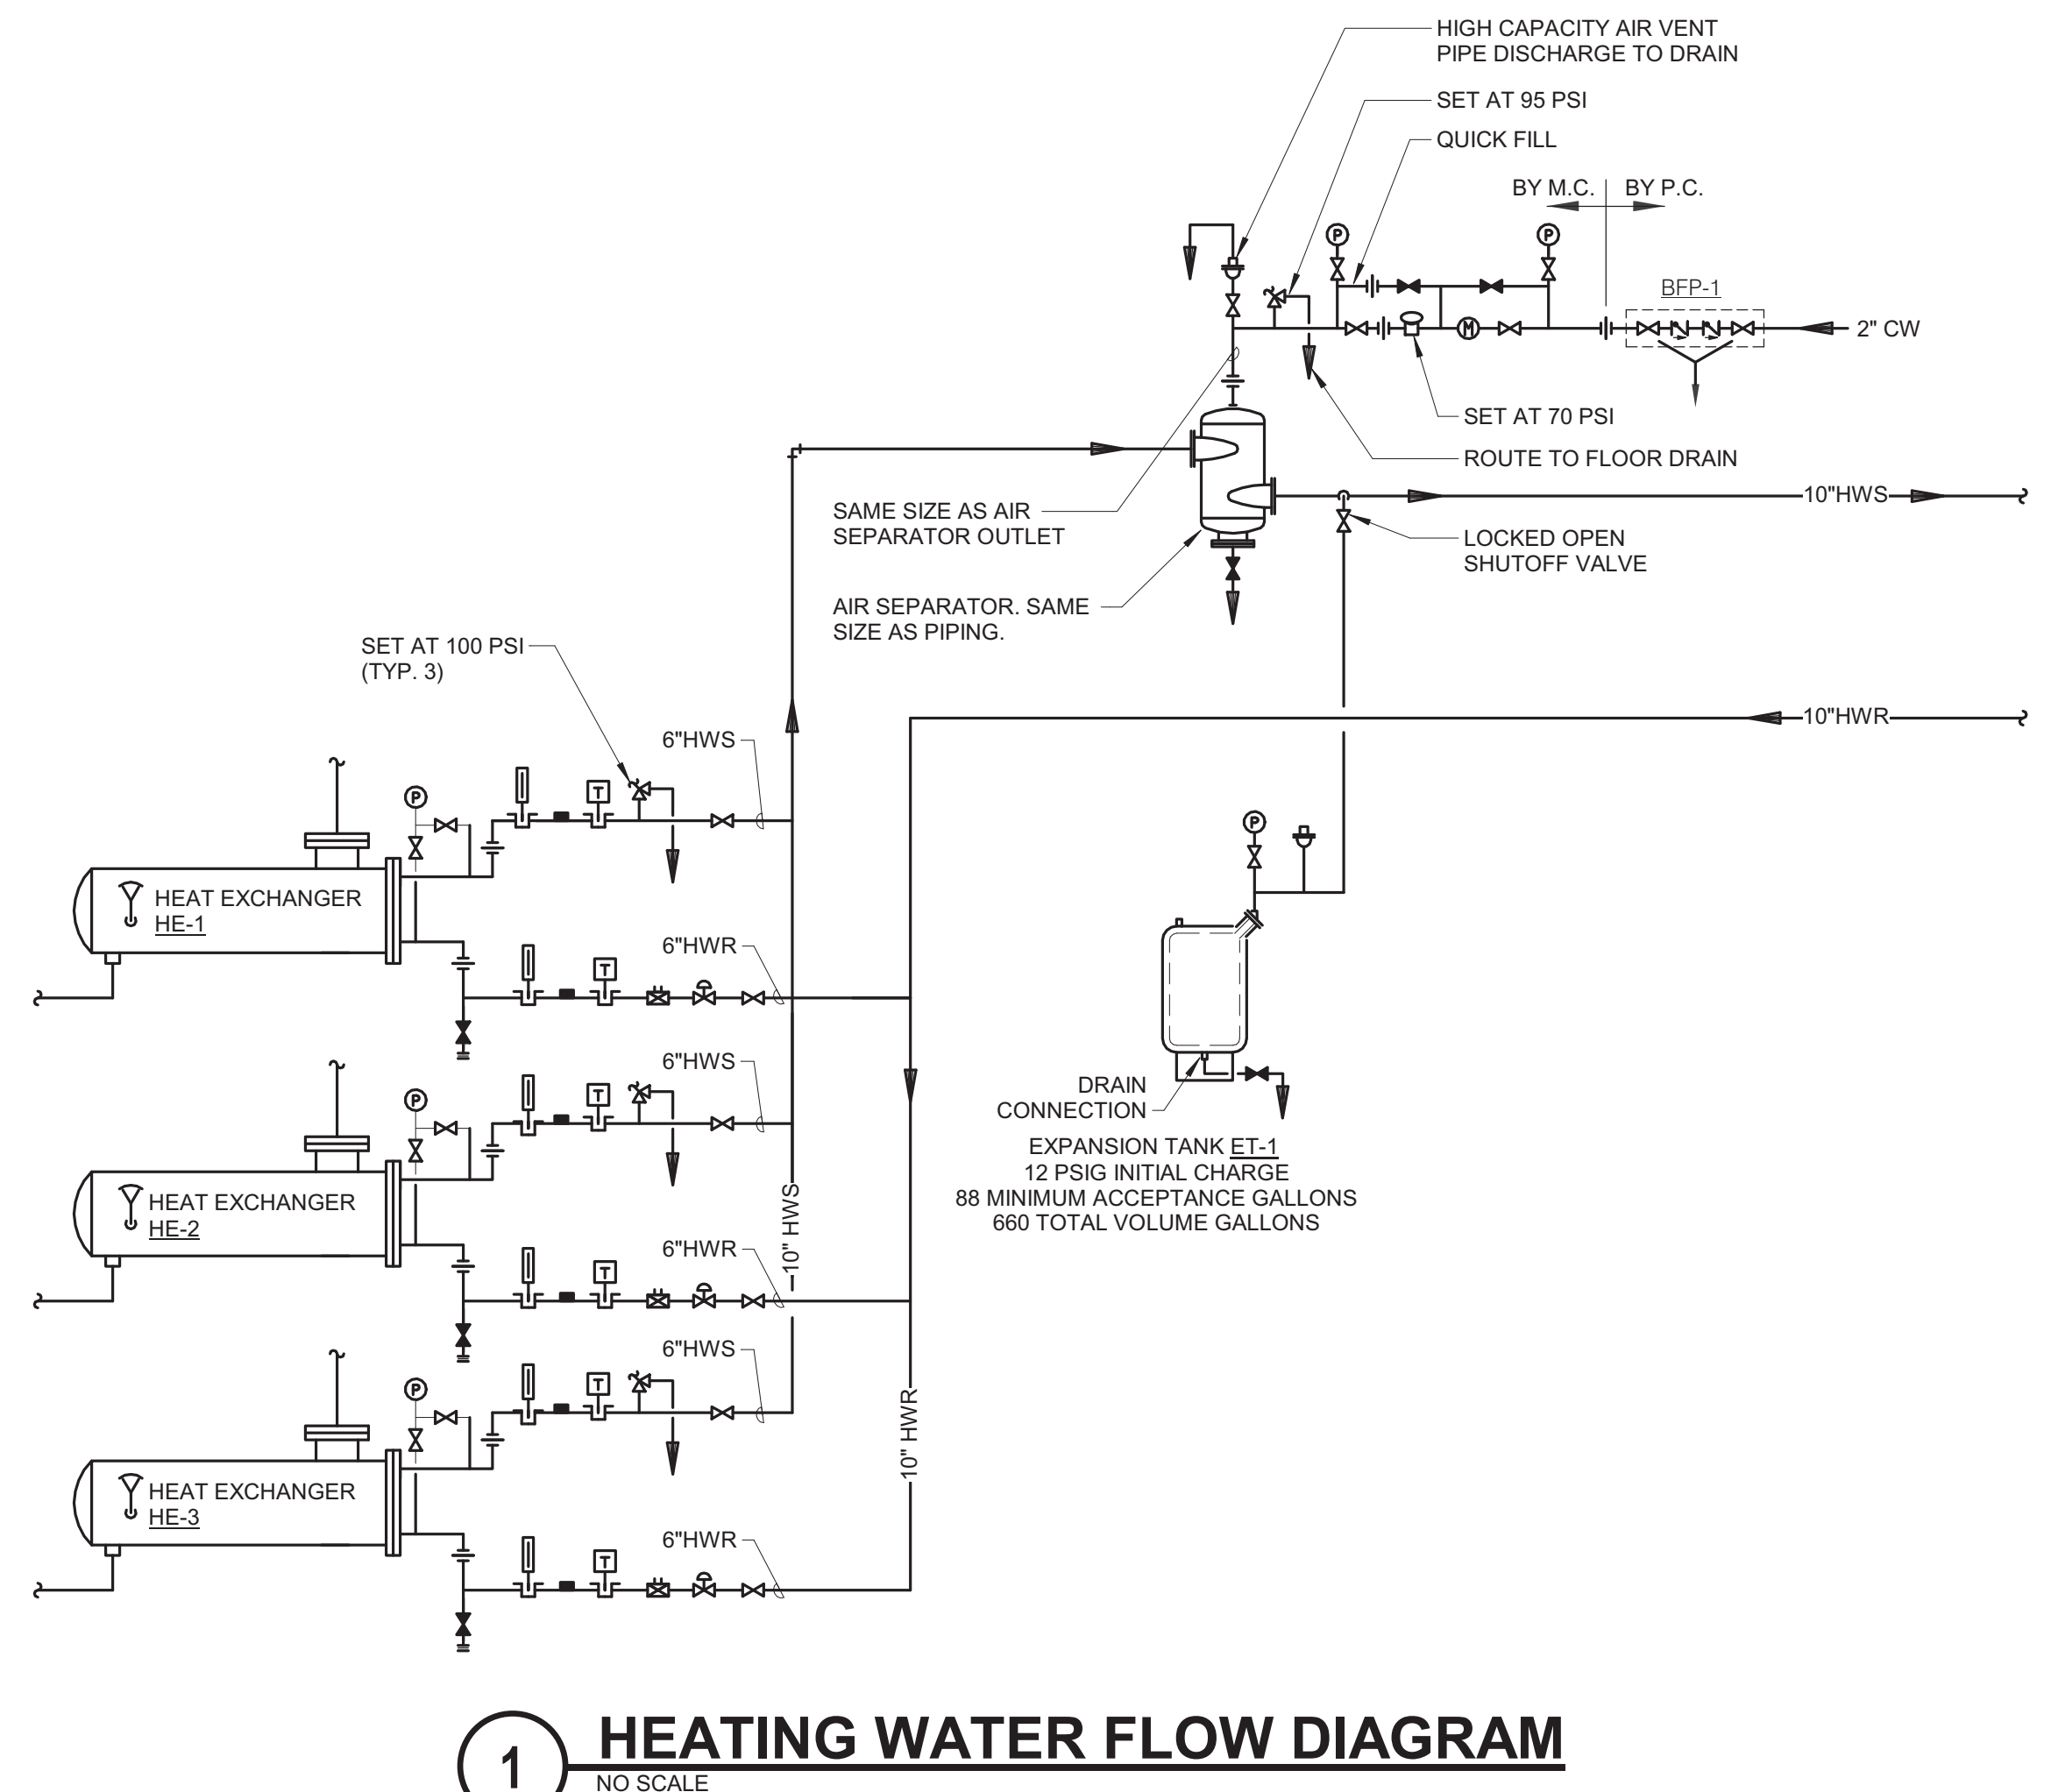 HIGH CAPACITY AIR VENT
PIPE DISCHARGE TO DRAIN
SET AT 95 PSI
QUICK FILL
BY M.C.
BY P.C.
P
P
BFP-1
M
2" CW
SET AT 70 PSI
ROUTE TO FLOOR DRAIN
10"HWS
SAME SIZE AS AIR
SEPARATOR OUTLET
LOCKED OPEN
SHUTOFF VALVE
AIR SEPARATOR. SAME
SIZE AS PIPING.
SET AT 100 PSI
(TYP. 3)
10"HWR
6"HWS
P
T
HEAT EXCHANGER
HE-1
6"HWR
T
P
6"HWS
P
T
HEAT EXCHANGER
HE-2
6"HWR
T
10" HWS
DRAIN
CONNECTION
EXPANSION TANK ET-1
12 PSIG INITIAL CHARGE
88 MINIMUM ACCEPTANCE GALLONS
660 TOTAL VOLUME GALLONS
6"HWS
P
T
HEAT EXCHANGER
HE-3
6"HWR
T
10" HWR
1
HEATING WATER FLOW DIAGRAM
NO SCALE